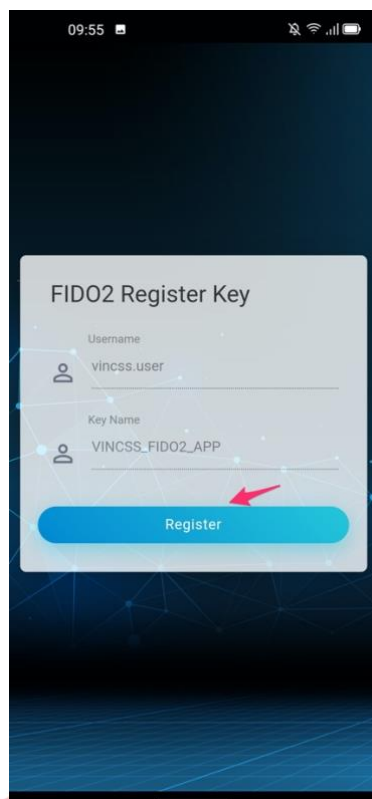 09:55
FIDO2 Register Key
Username
vincss.user
Key Name
VINCSS_FIDO2_APP
Register